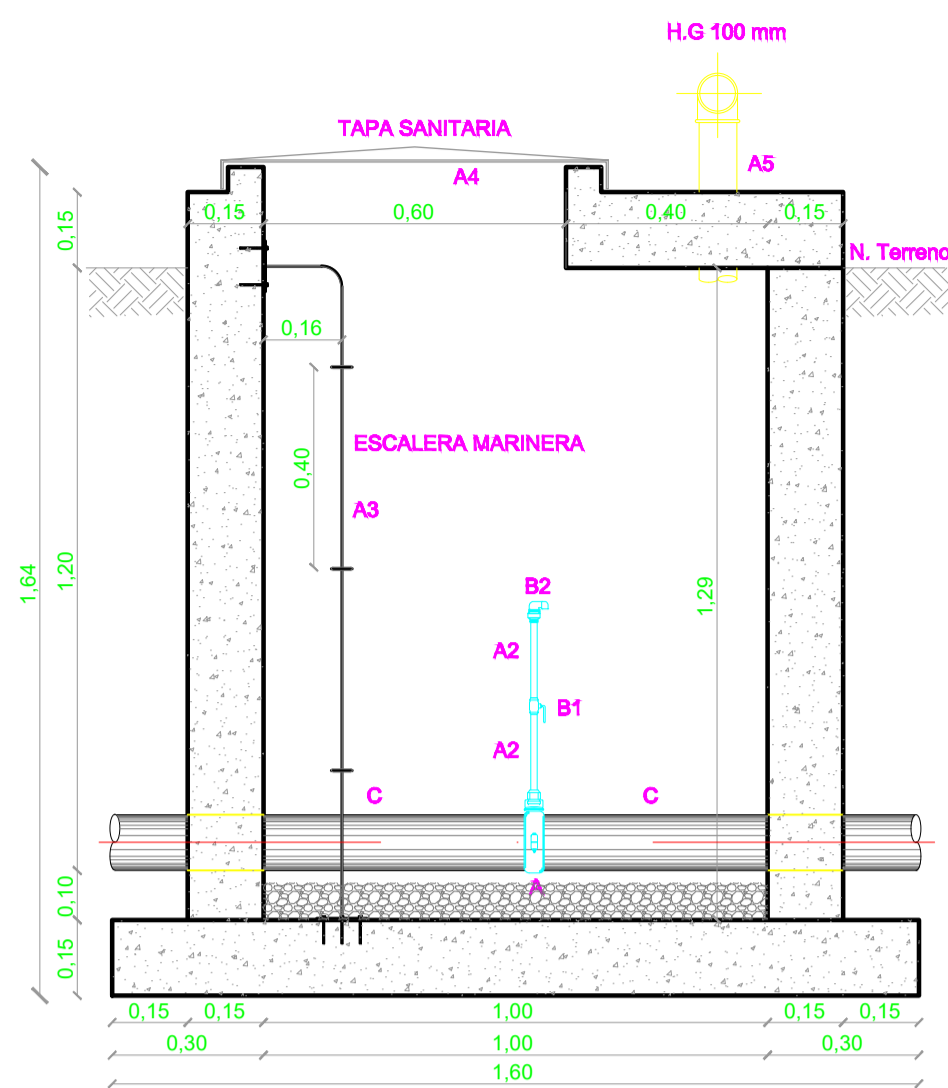 H.G 100 mm
TAPA SANITARIA
A4
A5
0,15
0,15
0,60
0,40
0,15
N. Terreno
0,16
ESCALERA MARINERA
0,40
A3
1,64
1,20
1,29
B2
A2
B1
A2
C
C
A
0,10
0,15
0,15
0,15
1,00
0,15
0,15
0,30
1,00
0,30
1,60